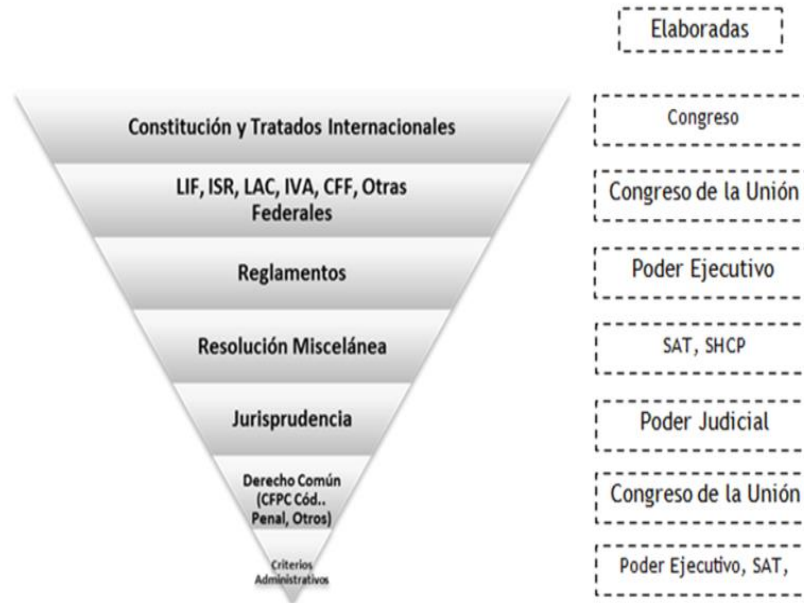 Elaboradas
Constitución y Tratados Internacionales
Congreso
LIF, ISR, LAC, IVA, CFF, Otras
Federales
Congreso de la Unión
Reglamentos
Poder Ejecutivo
Resolución Miscelánea
SAT, SHCP
Jurisprudencia
Poder Judicial
Derecho Común
(CFPC Cód..
Penal, Otros)
Congreso de la Unión
Criterios
Administrativos
Poder Ejecutivo, SAT,